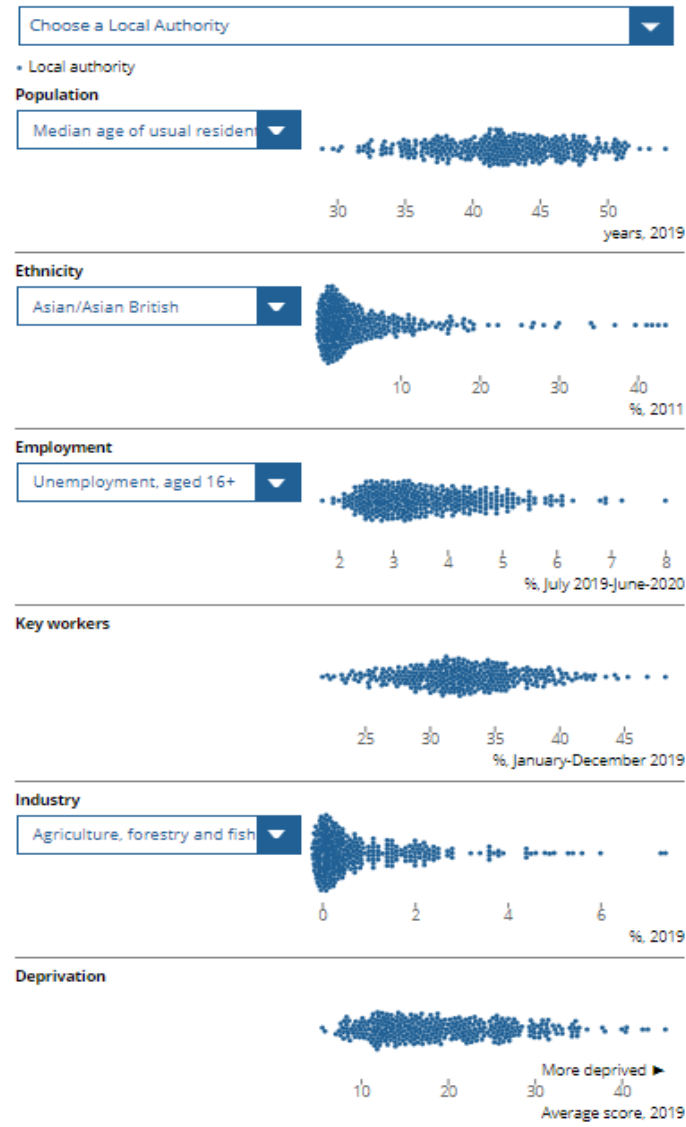 Choose a Local Authority
• Local authority
Population
Median age of usual resident
30 35 40 45 50
years, 2019
Ethnicity
Asian/Asian British
10 20 30 40
%, 2011
Employment
Unemployment, aged 16+
2 3 4 5 6 7 8
%, July 2019-June-2020
Key workers
25 30 35 40 45
%, January-December 2019
Industry
Agriculture, forestry and fish
0 2 4 6
%, 2019
Deprivation
More deprived ►
10 20 30 40
Average score, 2019